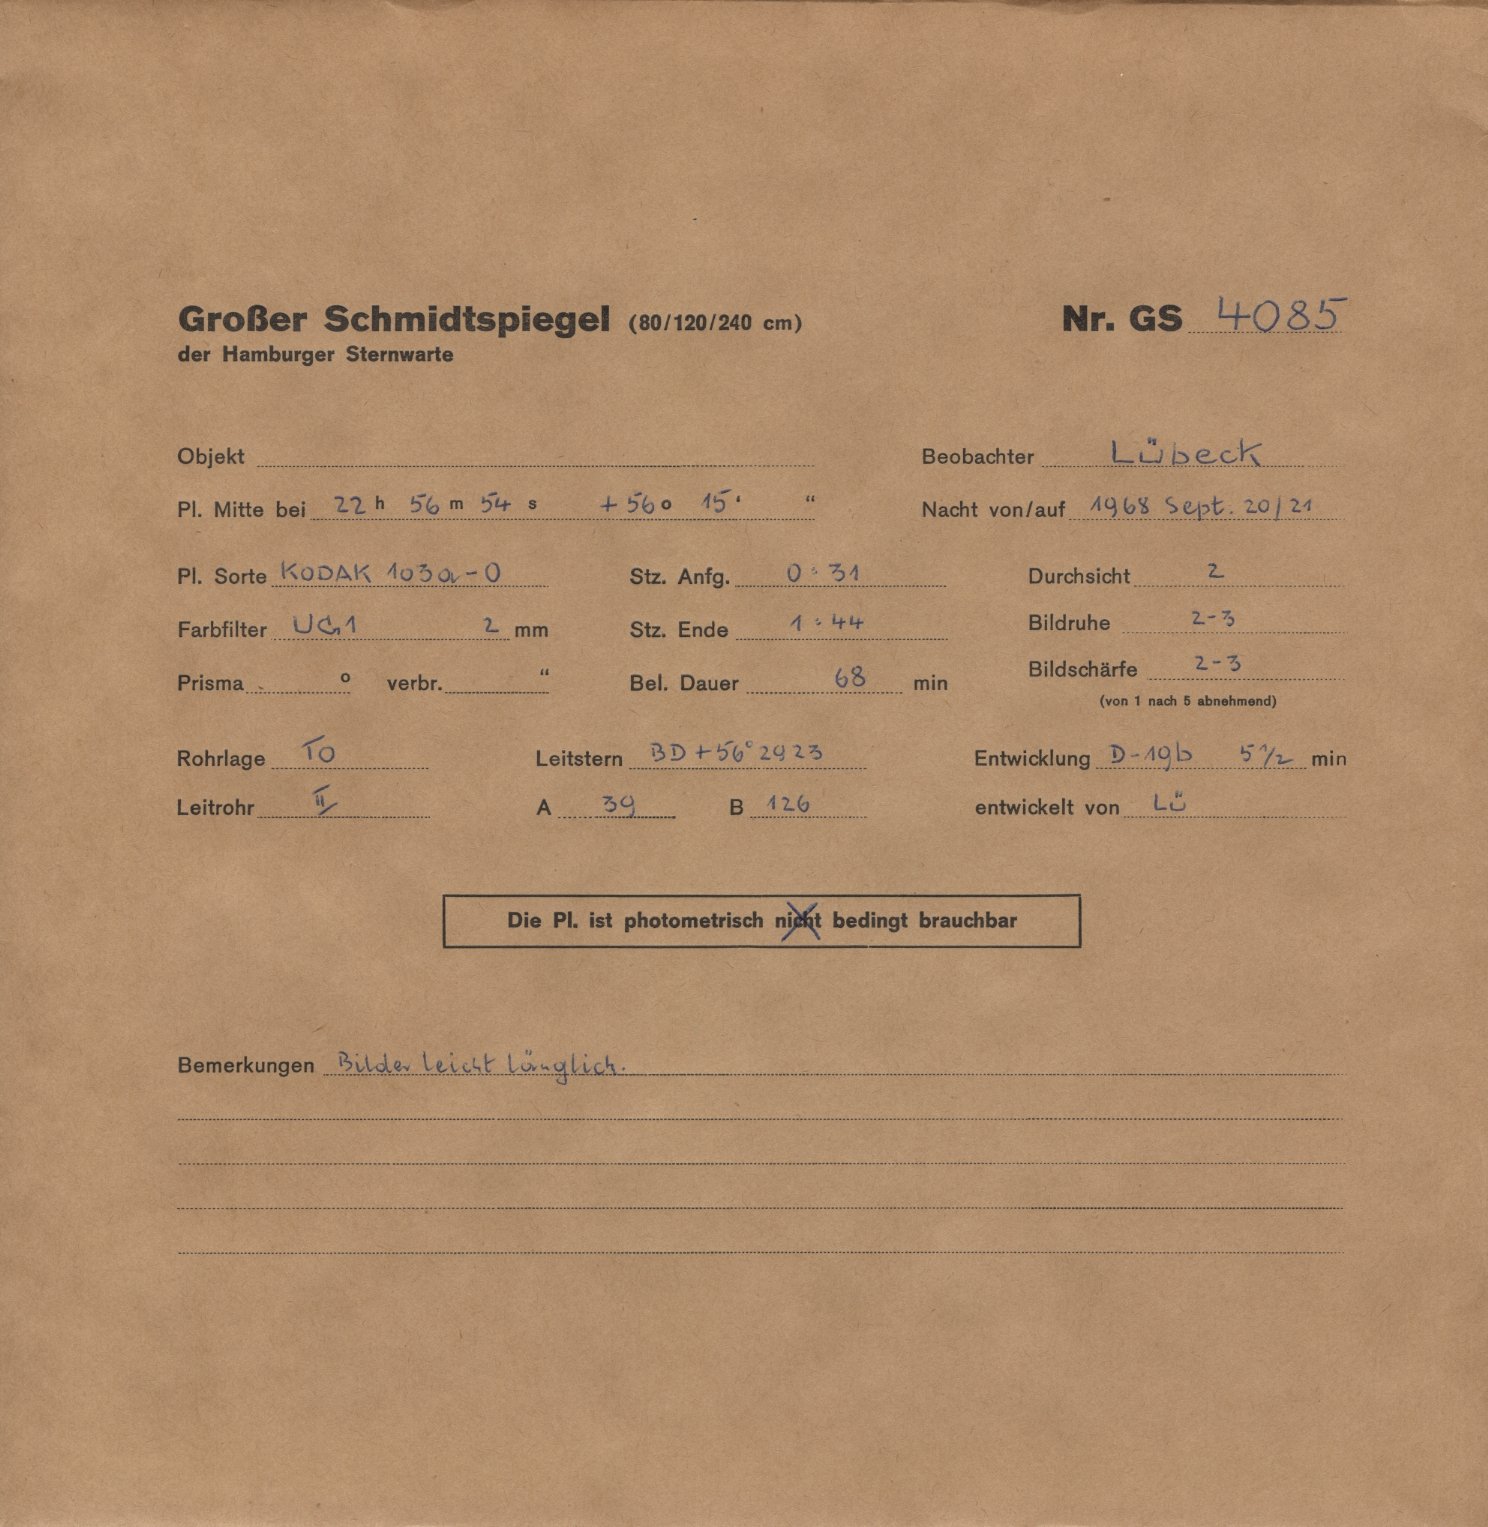 Großer Schmidtspiegel (80/120/240 cm) Nr. GS 4085
der Hamburger Sternwarte
Objekt Beobachter Lübeck
Pl. Mitte bei 22 h 56 m 54 s +56 o 15 ‘ “ Nacht von/auf 1968 Sept. 20/21
Pl. Sorte KODAK 103a-O Stz. Anfg. 0:31 Durchsicht 2
Farbfilter UG1 2 mm Stz. Ende 1:44 Bildruhe 2-3
Prisma o verbr. “ Bel. Dauer 68 min Bildschärfe 2-3
(von 1 nach 5 abnehmend)
Rohrlage TO Leitstern BD+56°2923 Entwicklung D-19b 5 1/2 min
Leitrohr II A 39 B 126 entwickelt von Lü
Die Pl. ist photometrisch nicht bedingt brauchbar
Bemerkungen Bilder leicht länglich.